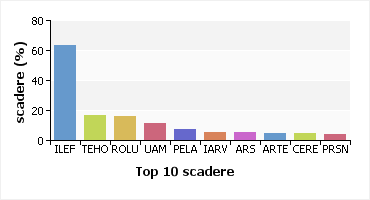 80
60
40
20
0
scadere (%)
ILEF TEHO ROLU UAM PELA IARV ARS ARTE CERE PRSN
Top 10 scadere